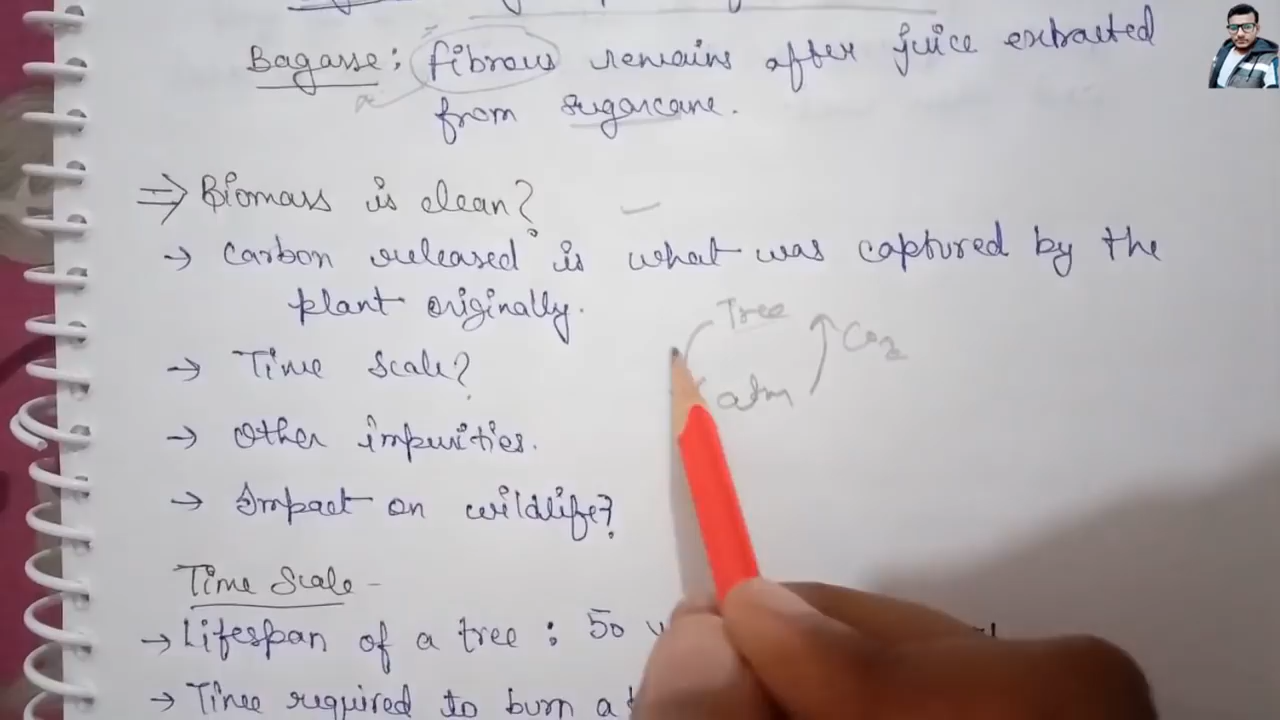 Bagasse: fibrous remains after juice extracted
from sugarcane.
⇒ Biomass is clean?
→ Carbon released is what was captured by the
plant originally.
Tree
CO2
→ Time Scale?
atm
→ Other impurities.
→ Impact on wildlife?
Time Scale -
→ Lifespan of a tree : 50
→ Time required to burn a